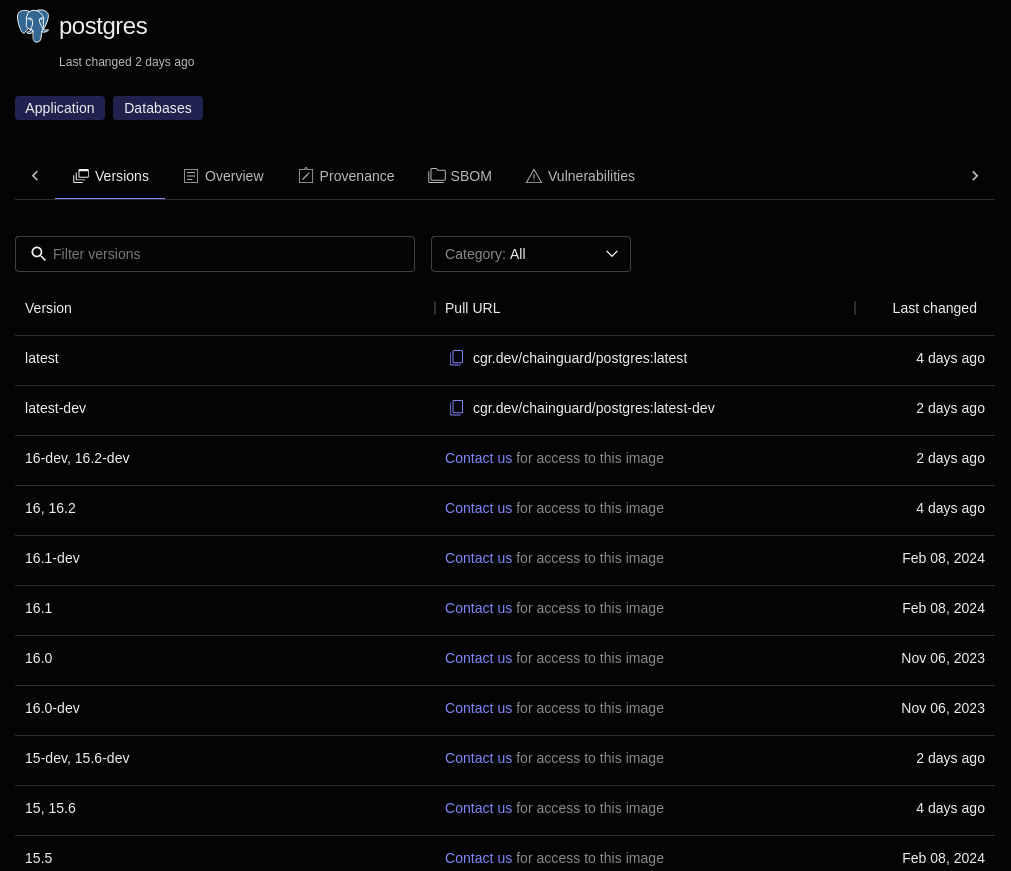 postgres
Last changed 2 days ago
Application Databases
Versions Overview Provenance SBOM Vulnerabilities
Filter versions Category: All
Version Pull URL Last changed
latest cgr.dev/chainguard/postgres:latest 4 days ago
latest-dev cgr.dev/chainguard/postgres:latest-dev 2 days ago
16-dev, 16.2-dev Contact us for access to this image 2 days ago
16, 16.2 Contact us for access to this image 4 days ago
16.1-dev Contact us for access to this image Feb 08, 2024
16.1 Contact us for access to this image Feb 08, 2024
16.0 Contact us for access to this image Nov 06, 2023
16.0-dev Contact us for access to this image Nov 06, 2023
15-dev, 15.6-dev Contact us for access to this image 2 days ago
15, 15.6 Contact us for access to this image 4 days ago
15.5 Contact us for access to this image Feb 08, 2024